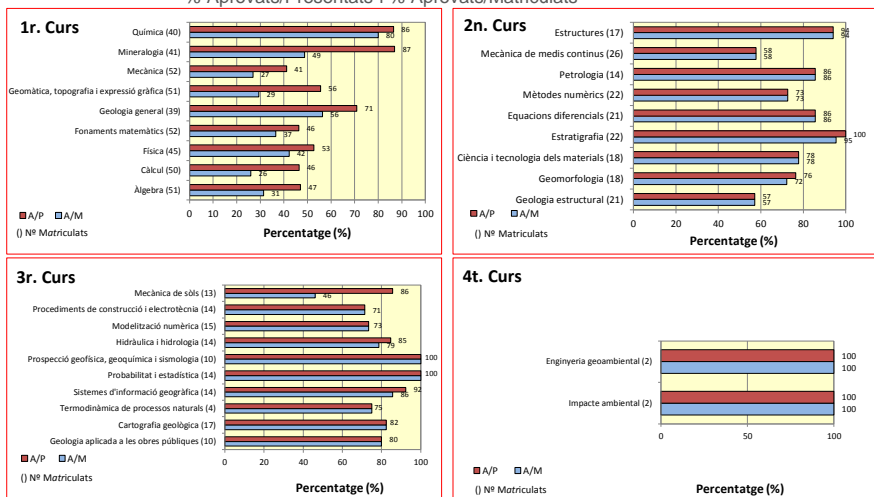 % Aprovats/Presentats i % Aprovats/Matriculats
1r. Curs
Química (40)
86
80
Mineralogia (41)
87
49
Mecànica (52)
41
27
Geomàtica, topografia i expressió gràfica (51)
56
29
Geologia general (39)
71
56
Fonaments matemàtics (52)
46
37
Física (45)
53
42
Càlcul (50)
46
26
Àlgebra (51)
47
31
0 10 20 30 40 50 60 70 80 90 100
A/P A/M
() Nº Matriculats
Percentatge (%)
2n. Curs
Estructures (17)
94
94
Mecànica de medis continus (26)
58
58
Petrologia (14)
86
86
Mètodes numèrics (22)
73
73
Equacions diferencials (21)
86
86
Estratigrafia (22)
100
95
Ciència i tecnologia dels materials (18)
78
78
Geomorfologia (18)
76
72
Geologia estructural (21)
57
57
0 20 40 60 80 100
A/P A/M
() Nº Matriculats
Percentatge (%)
3r. Curs
Mecànica de sòls (13)
86
46
Procediments de construcció i electrotècnia (14)
71
Modelització numèrica (15)
73
Hidràulica i hidrologia (14)
85
79
Prospecció geofísica, geoquímica i sismologia (10)
100
Probabilitat i estadística (14)
100
Sistemes d'informació geogràfica (14)
92
86
Termodinàmica de processos naturals (4)
75
Cartografia geològica (17)
82
Geologia aplicada a les obres públiques (10)
80
0 20 40 60 80 100
A/P A/M
() Nº Matriculats
Percentatge (%)
4t. Curs
Enginyeria geoambiental (2)
100
100
Impacte ambiental (2)
100
100
0 50 100
A/P A/M
() Nº Matriculats
Percentatge (%)